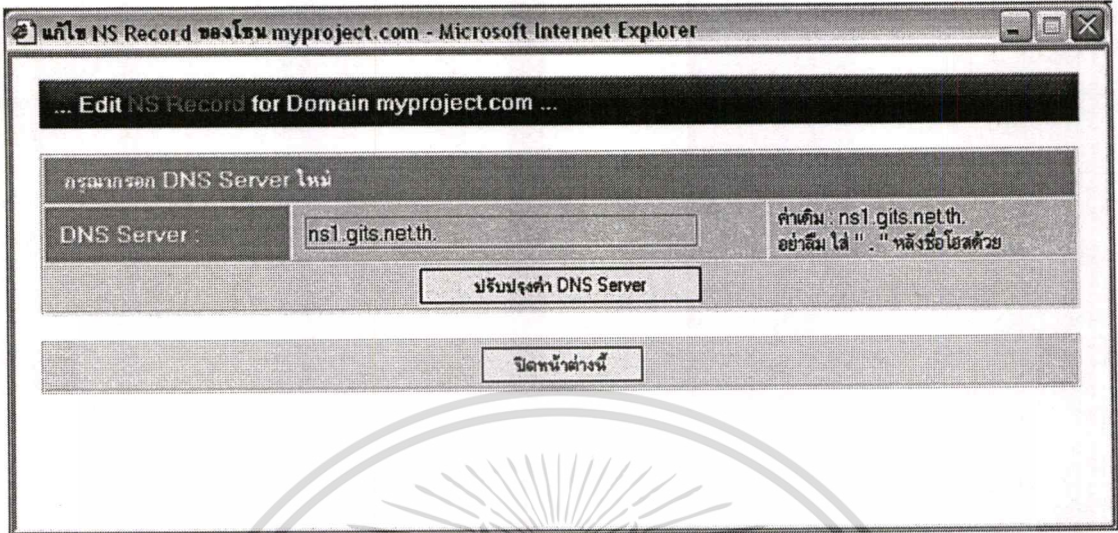 แก้ไข NS Record ของโซน myproject.com - Microsoft Internet Explorer
... Edit NS Record for Domain myproject.com ...
กรุณากรอก DNS Server ใหม่
DNS Server :
ns1.gits.net.th.
ค่าเดิม : ns1.gits.net.th.
อย่าลืม ใส่ " . " หลังชื่อโฮสด้วย
ปรับปรุงค่า DNS Server
ปิดหน้าต่างนี้